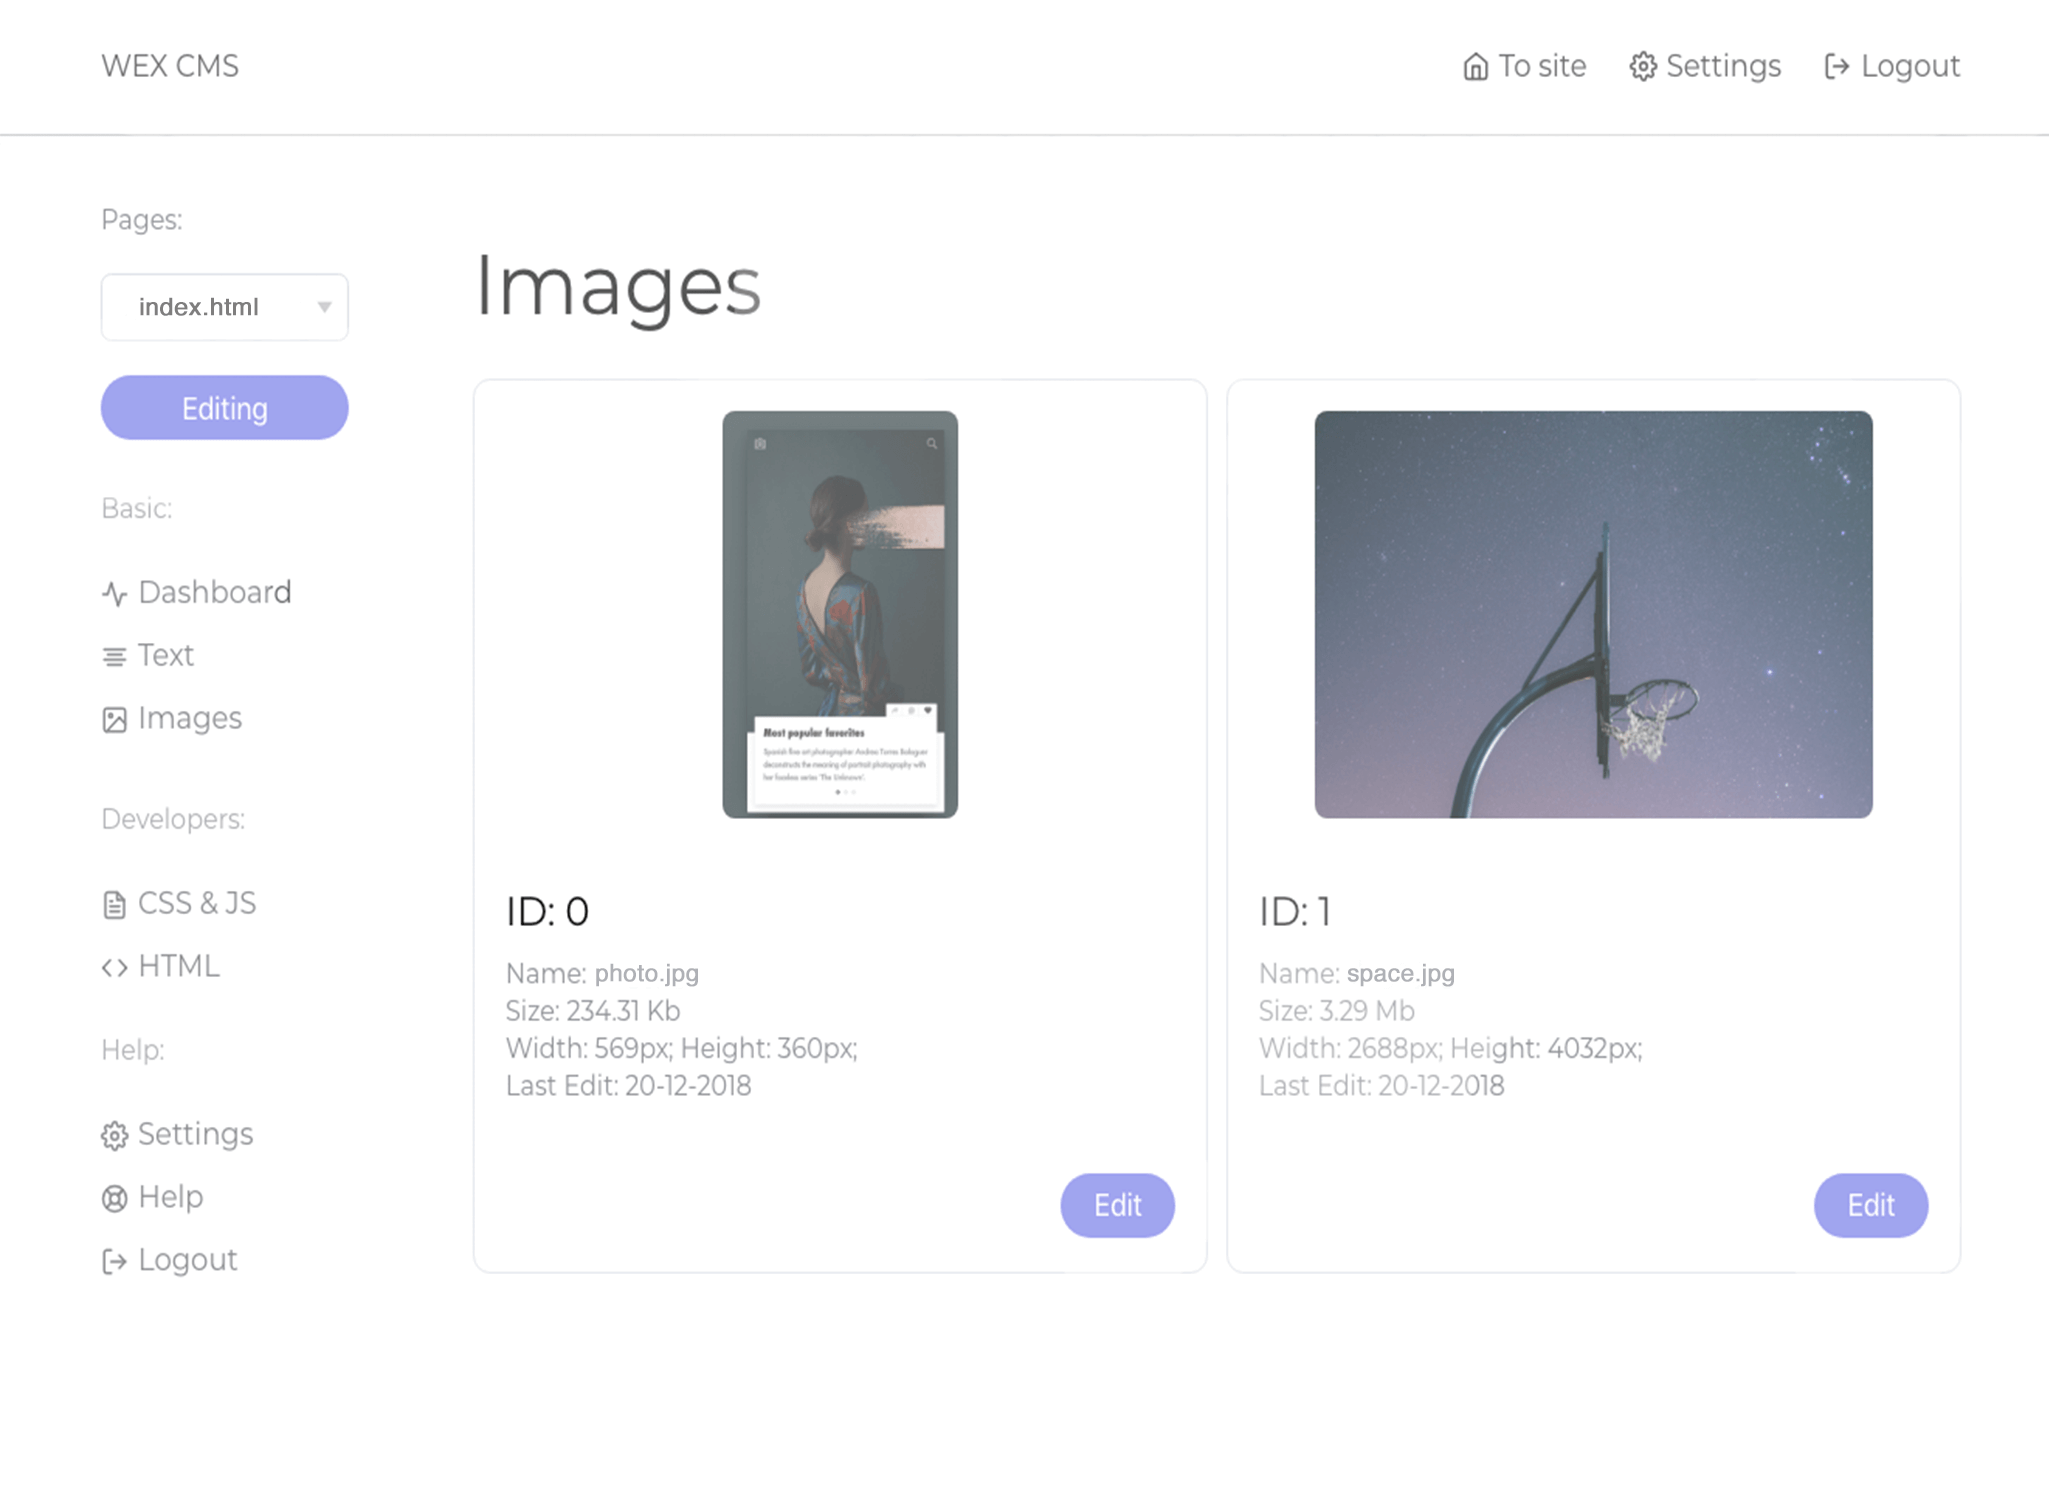 WEX CMS
To site
Settings
Logout
Pages:
index.html
Editing
Basic:
Dashboard
Text
Images
Developers:
CSS & JS
HTML
Help:
Settings
Help
Logout
Images
Most popular favorites
Spanish fine art photographer Andrea Torres Balaguer
deconstructs the meaning of portrait photography with
her faceless series 'The Unknown'.
ID: 0
Name: photo.jpg
Size: 234.31 Kb
Width: 569px; Height: 360px;
Last Edit: 20-12-2018
Edit
ID: 1
Name: space.jpg
Size: 3.29 Mb
Width: 2688px; Height: 4032px;
Last Edit: 20-12-2018
Edit